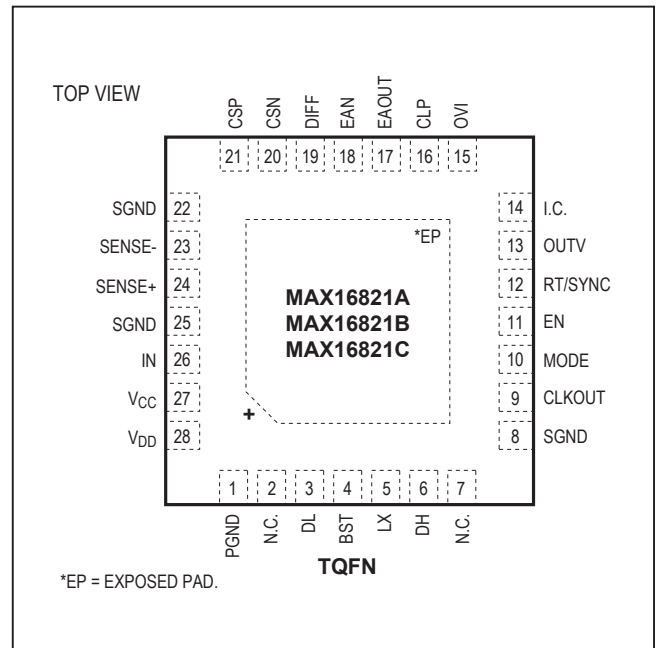 TOP VIEW
CSP CSN DIFF EAN EAOUT CLP OVI
21 20 19 18 17 16 15
SGND 22
SENSE- 23
SENSE+ 24
SGND 25
IN 26
VCC 27
VDD 28
*EP
MAX16821A
MAX16821B
MAX16821C
+
14 I.C.
13 OUTV
12 RT/SYNC
11 EN
10 MODE
9 CLKOUT
8 SGND
1 2 3 4 5 6 7
PGND N.C. DL BST LX DH N.C.
TQFN
*EP = EXPOSED PAD.